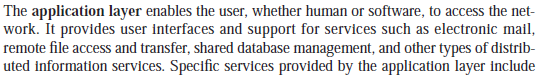 The application layer enables the user, whether human or software, to access the net-
work. It provides user interfaces and support for services such as electronic mail,
remote file access and transfer, shared database management, and other types of distrib-
uted information services. Specific services provided by the application layer include